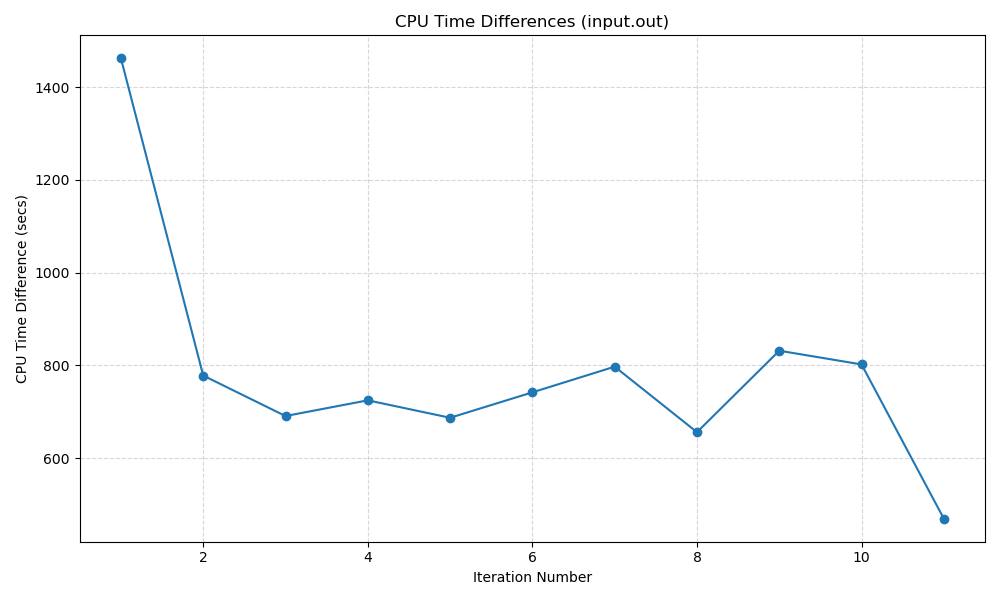 CPU Time Differences (input.out)
CPU Time Difference (secs)
1400
1200
1000
800
600
2 4 6 8 10
Iteration Number